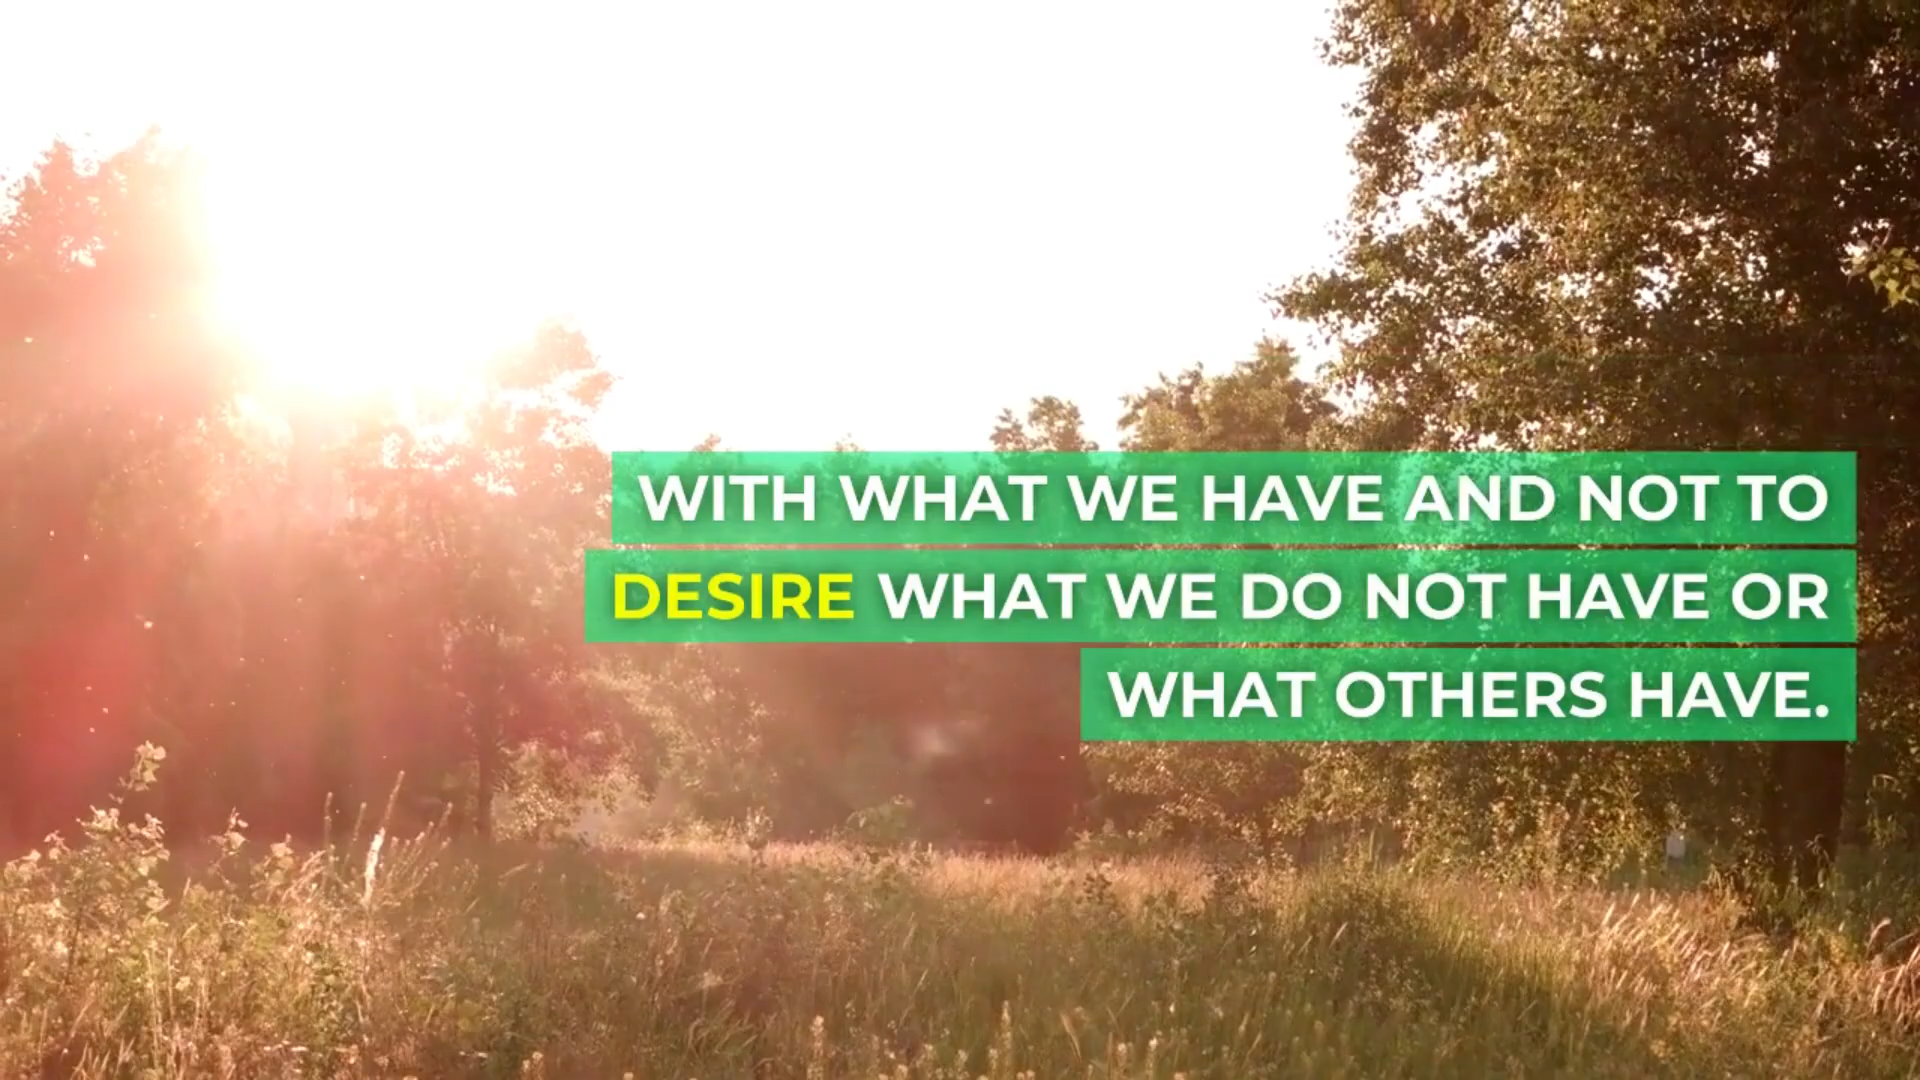 WITH WHAT WE HAVE AND NOT TO
DESIRE WHAT WE DO NOT HAVE OR
WHAT OTHERS HAVE.